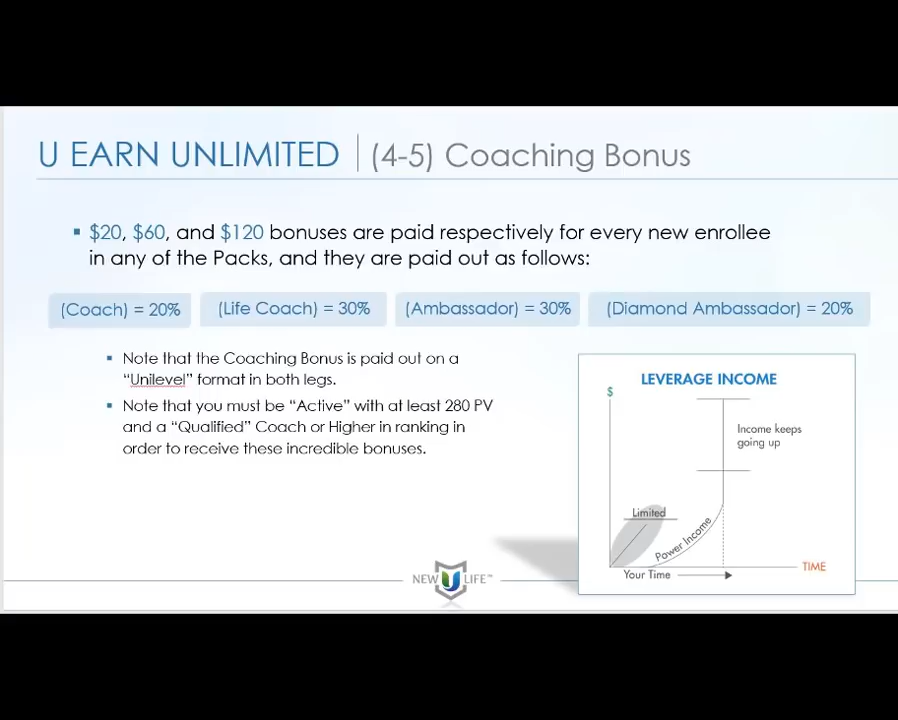 U EARN UNLIMITED | (4-5) Coaching Bonus
▪ $20, $60, and $120 bonuses are paid respectively for every new enrollee
in any of the Packs, and they are paid out as follows:
(Coach) = 20%
(Life Coach) = 30%
(Ambassador) = 30%
(Diamond Ambassador) = 20%
▪ Note that the Coaching Bonus is paid out on a
“Unilevel” format in both legs.
▪ Note that you must be “Active” with at least 280 PV
and a “Qualified” Coach or Higher in ranking in
order to receive these incredible bonuses.
LEVERAGE INCOME
$
Income keeps
going up
Limited
Power Income
TIME
Your Time
NEW U LIFE™